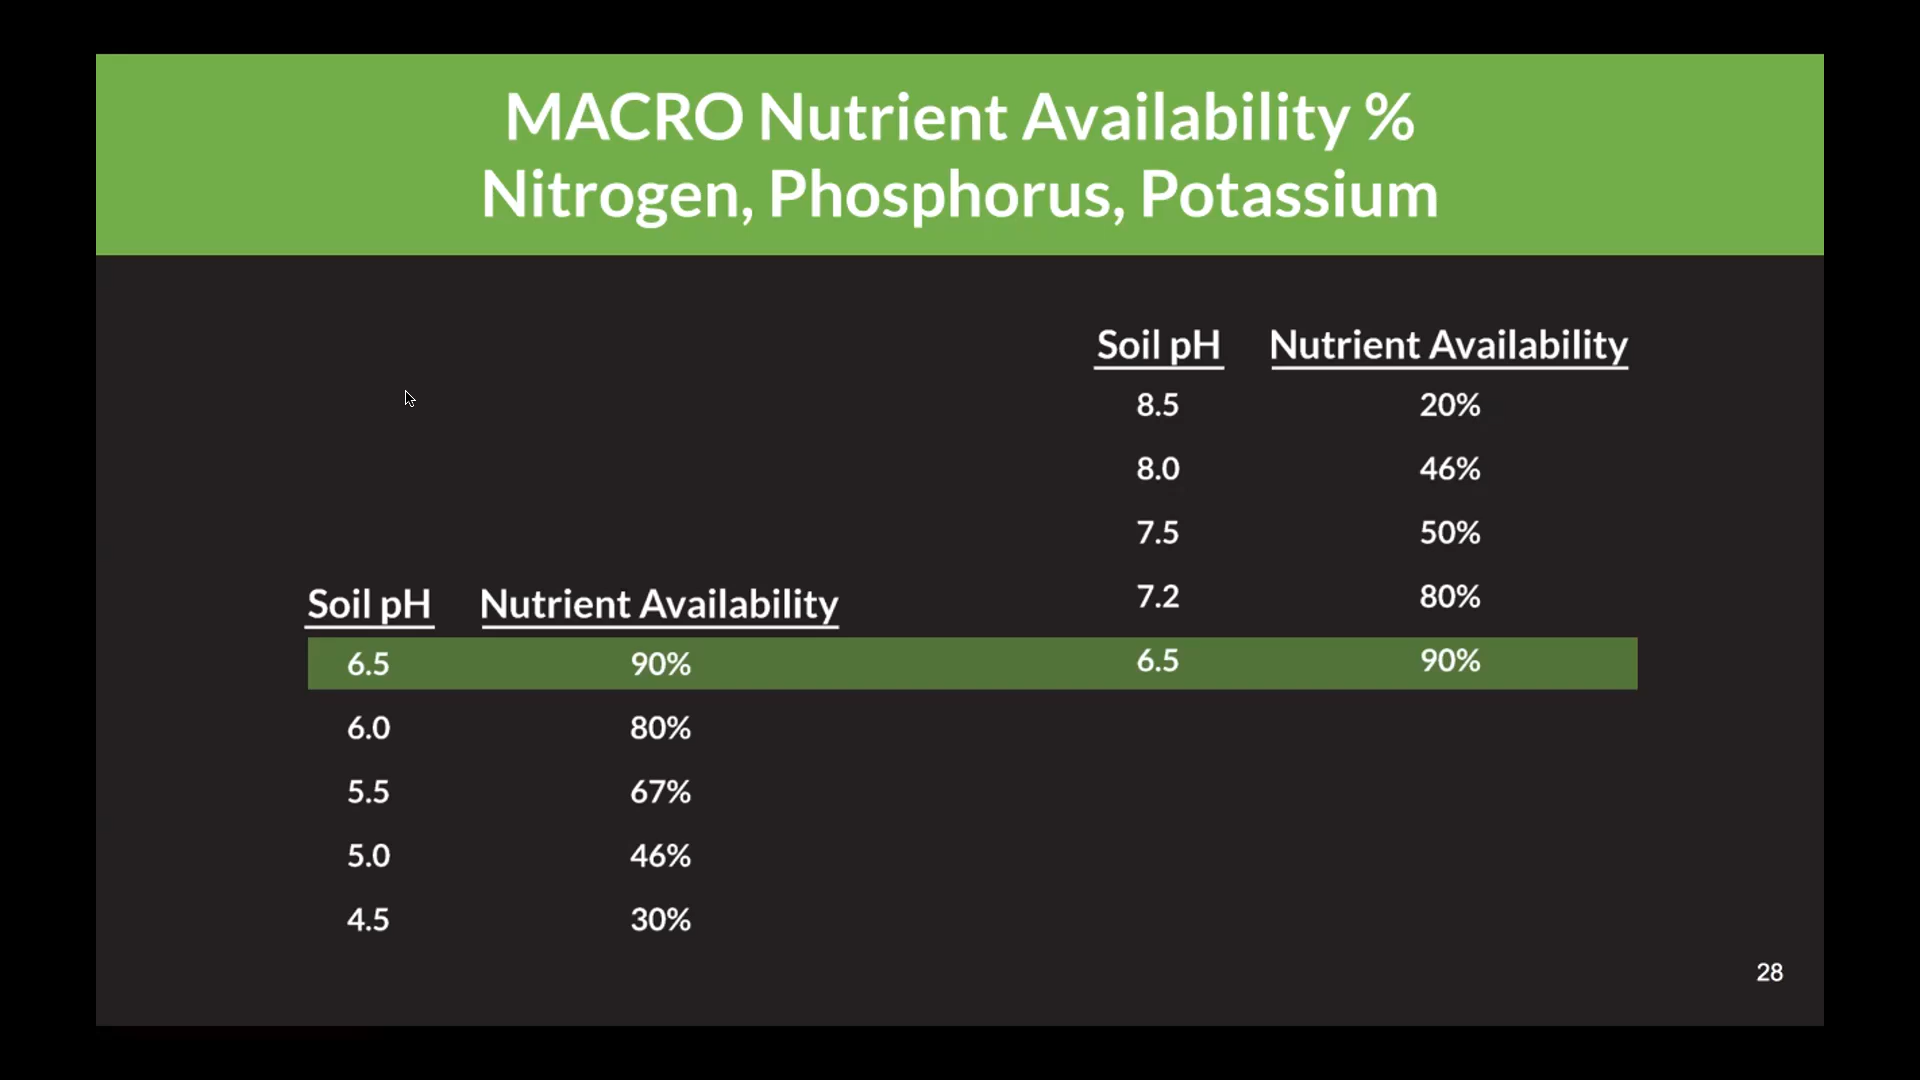 MACRO Nutrient Availability %
Nitrogen, Phosphorus, Potassium
Soil pH Nutrient Availability
8.5 20%
8.0 46%
7.5 50%
7.2 80%
6.5 90%
Soil pH Nutrient Availability
6.5 90%
6.0 80%
5.5 67%
5.0 46%
4.5 30%
28